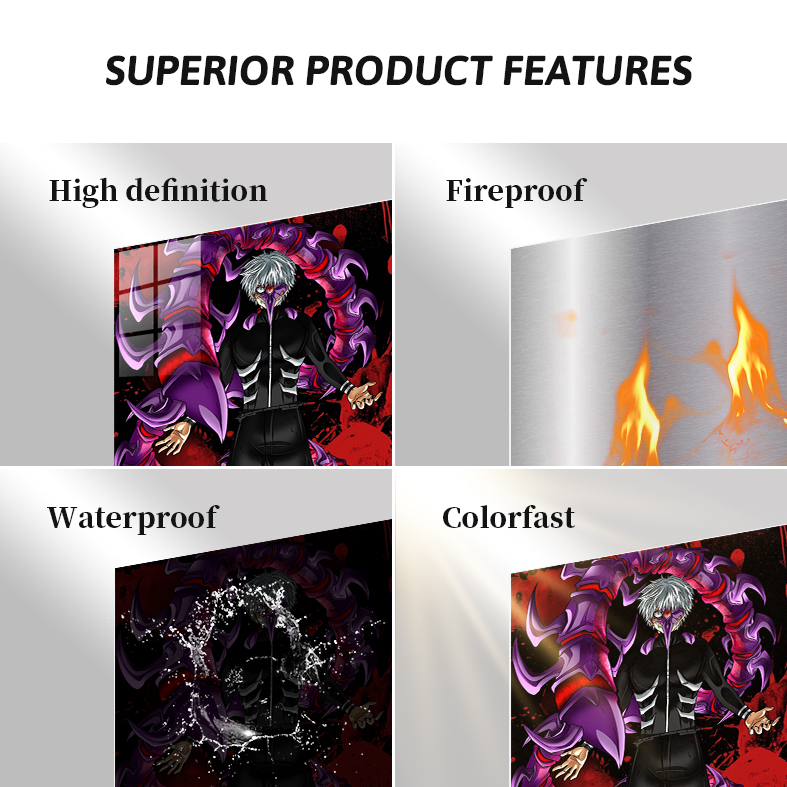 SUPERIOR PRODUCT FEATURES
High definition
Fireproof
Waterproof
Colorfast